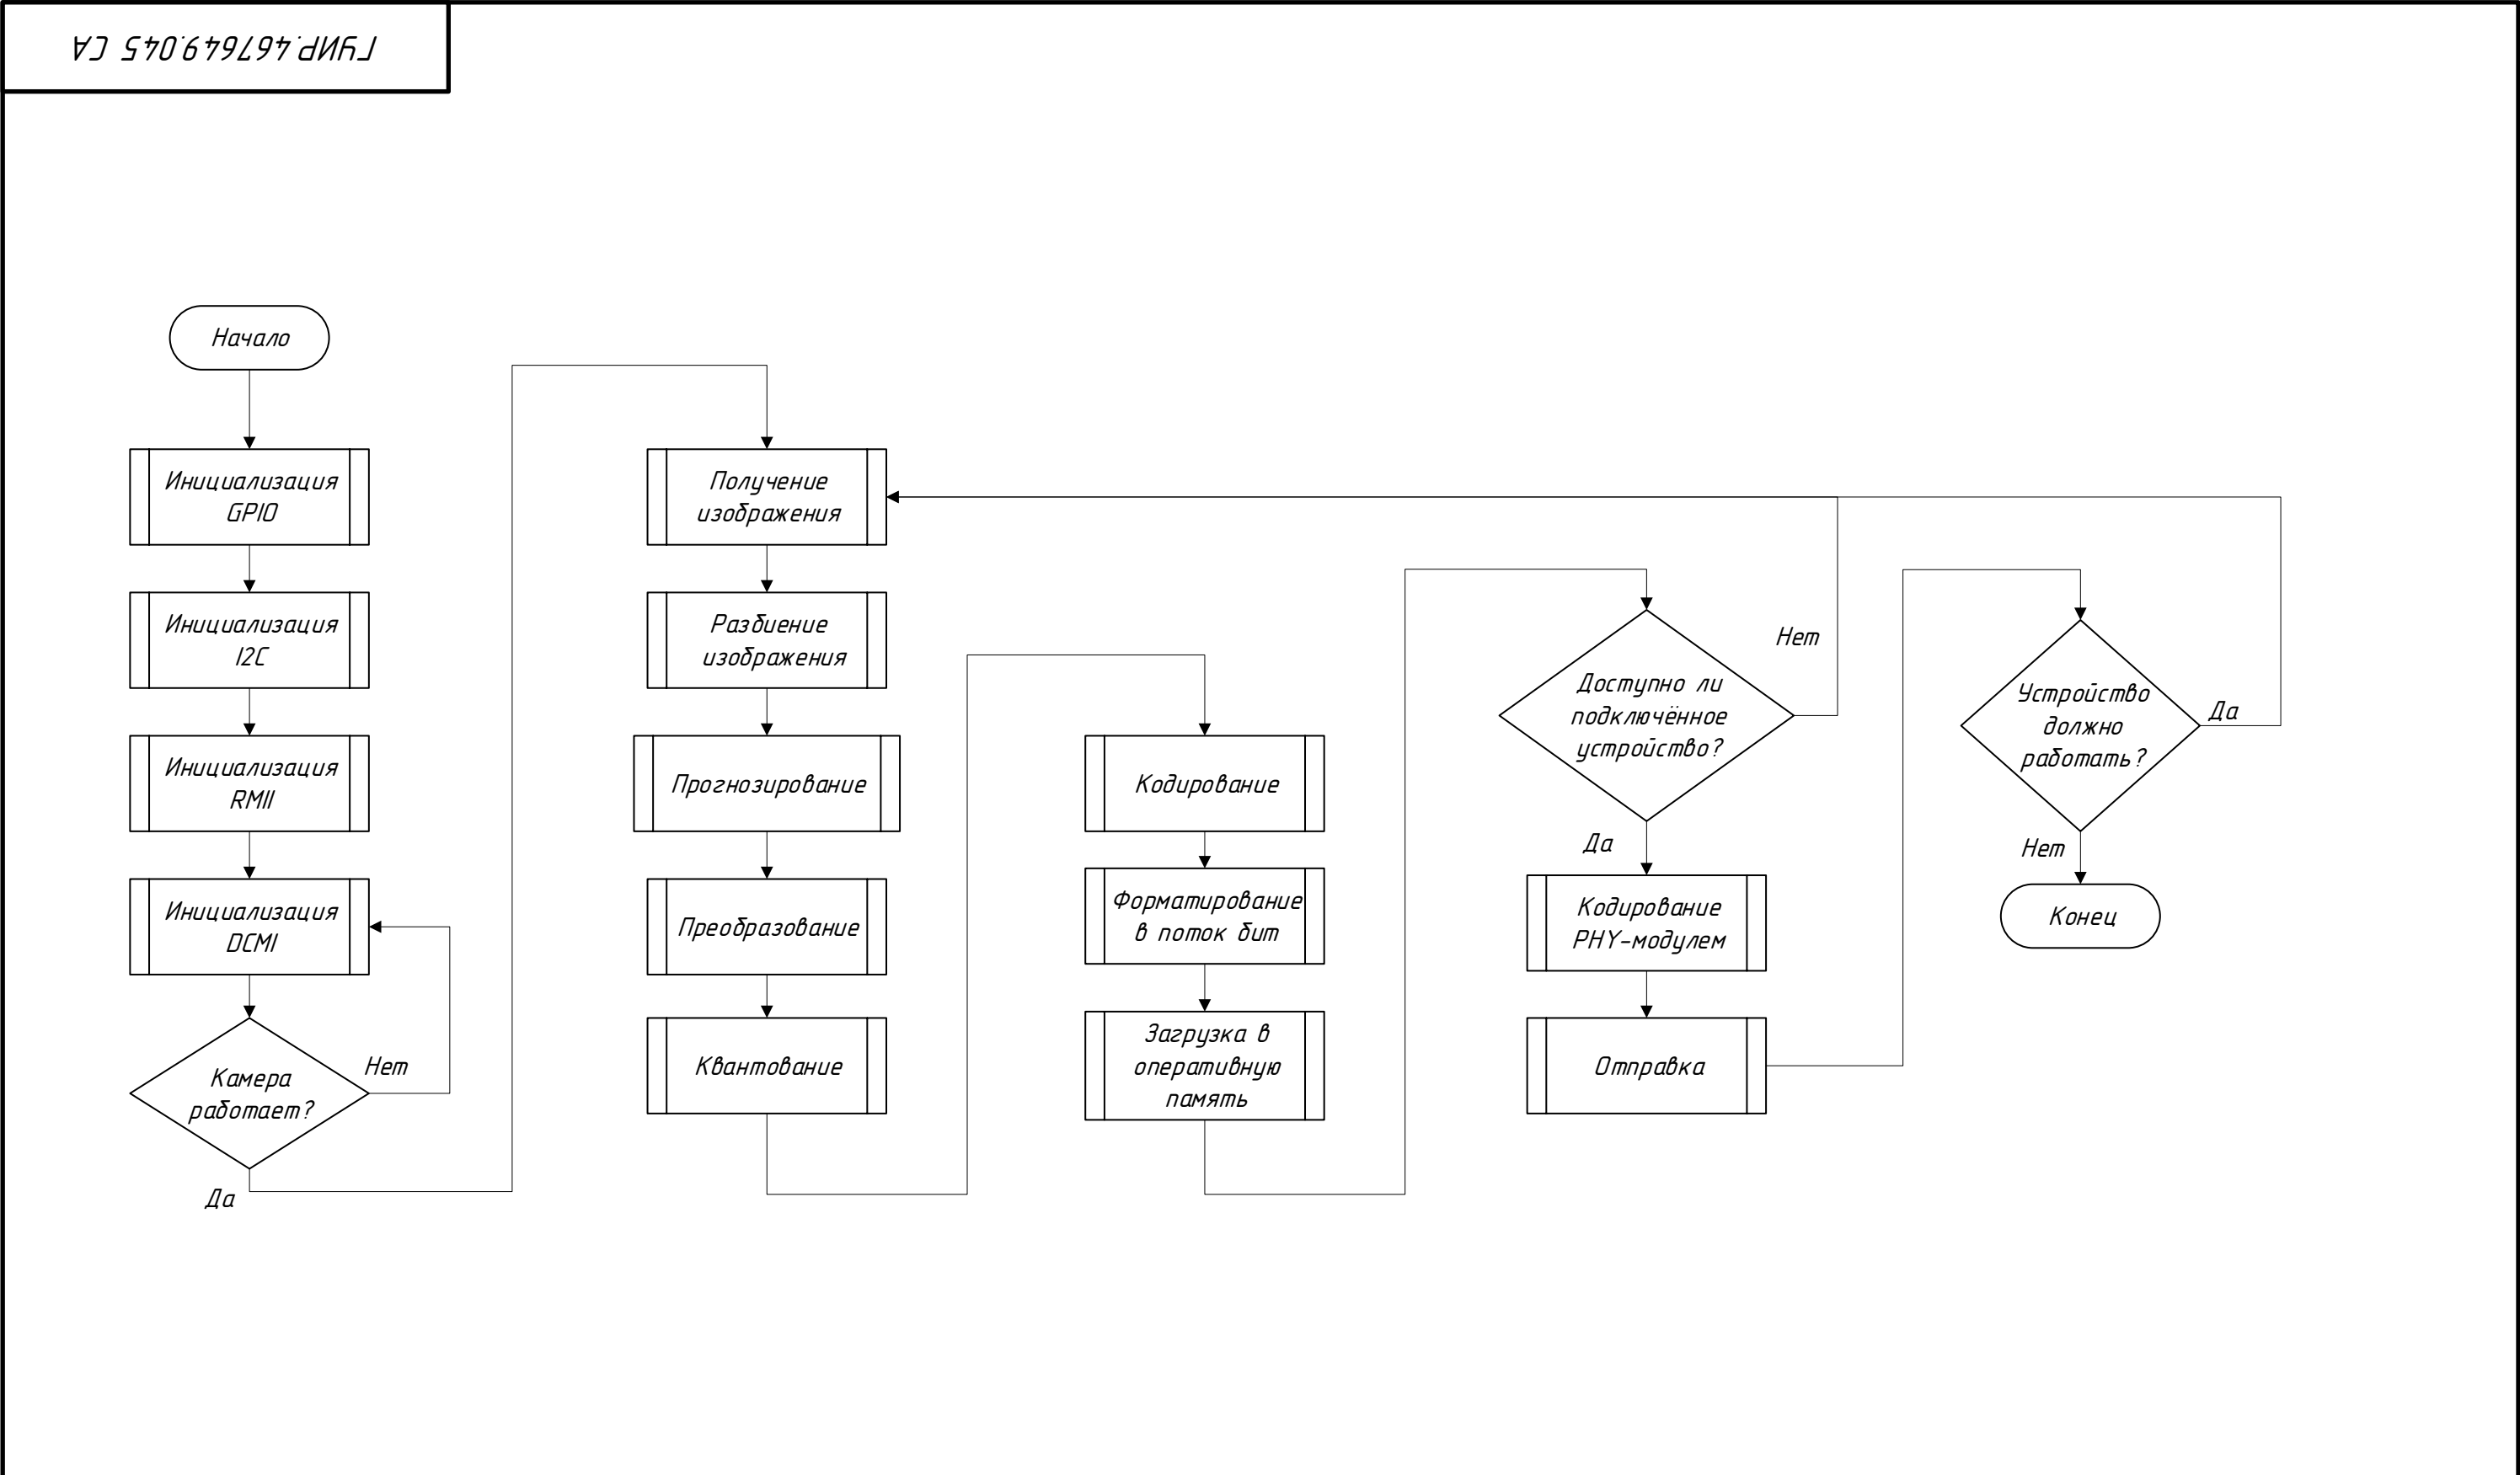 ГУИР.467649.045 СА
Начало
Инициализация
GPIO
Инициализация
I2C
Инициализация
RMII
Инициализация
DCMI
Камера
работает?
Нет
Да
Получение
изображения
Разбиение
изображения
Прогнозирование
Преобразование
Квантование
Кодирование
Форматирование
в поток бит
Загрузка в
оперативную
память
Доступно ли
подключённое
устройство?
Нет
Да
Кодирование
PHY-модулем
Отправка
Устройство
должно
работать?
Да
Нет
Конец